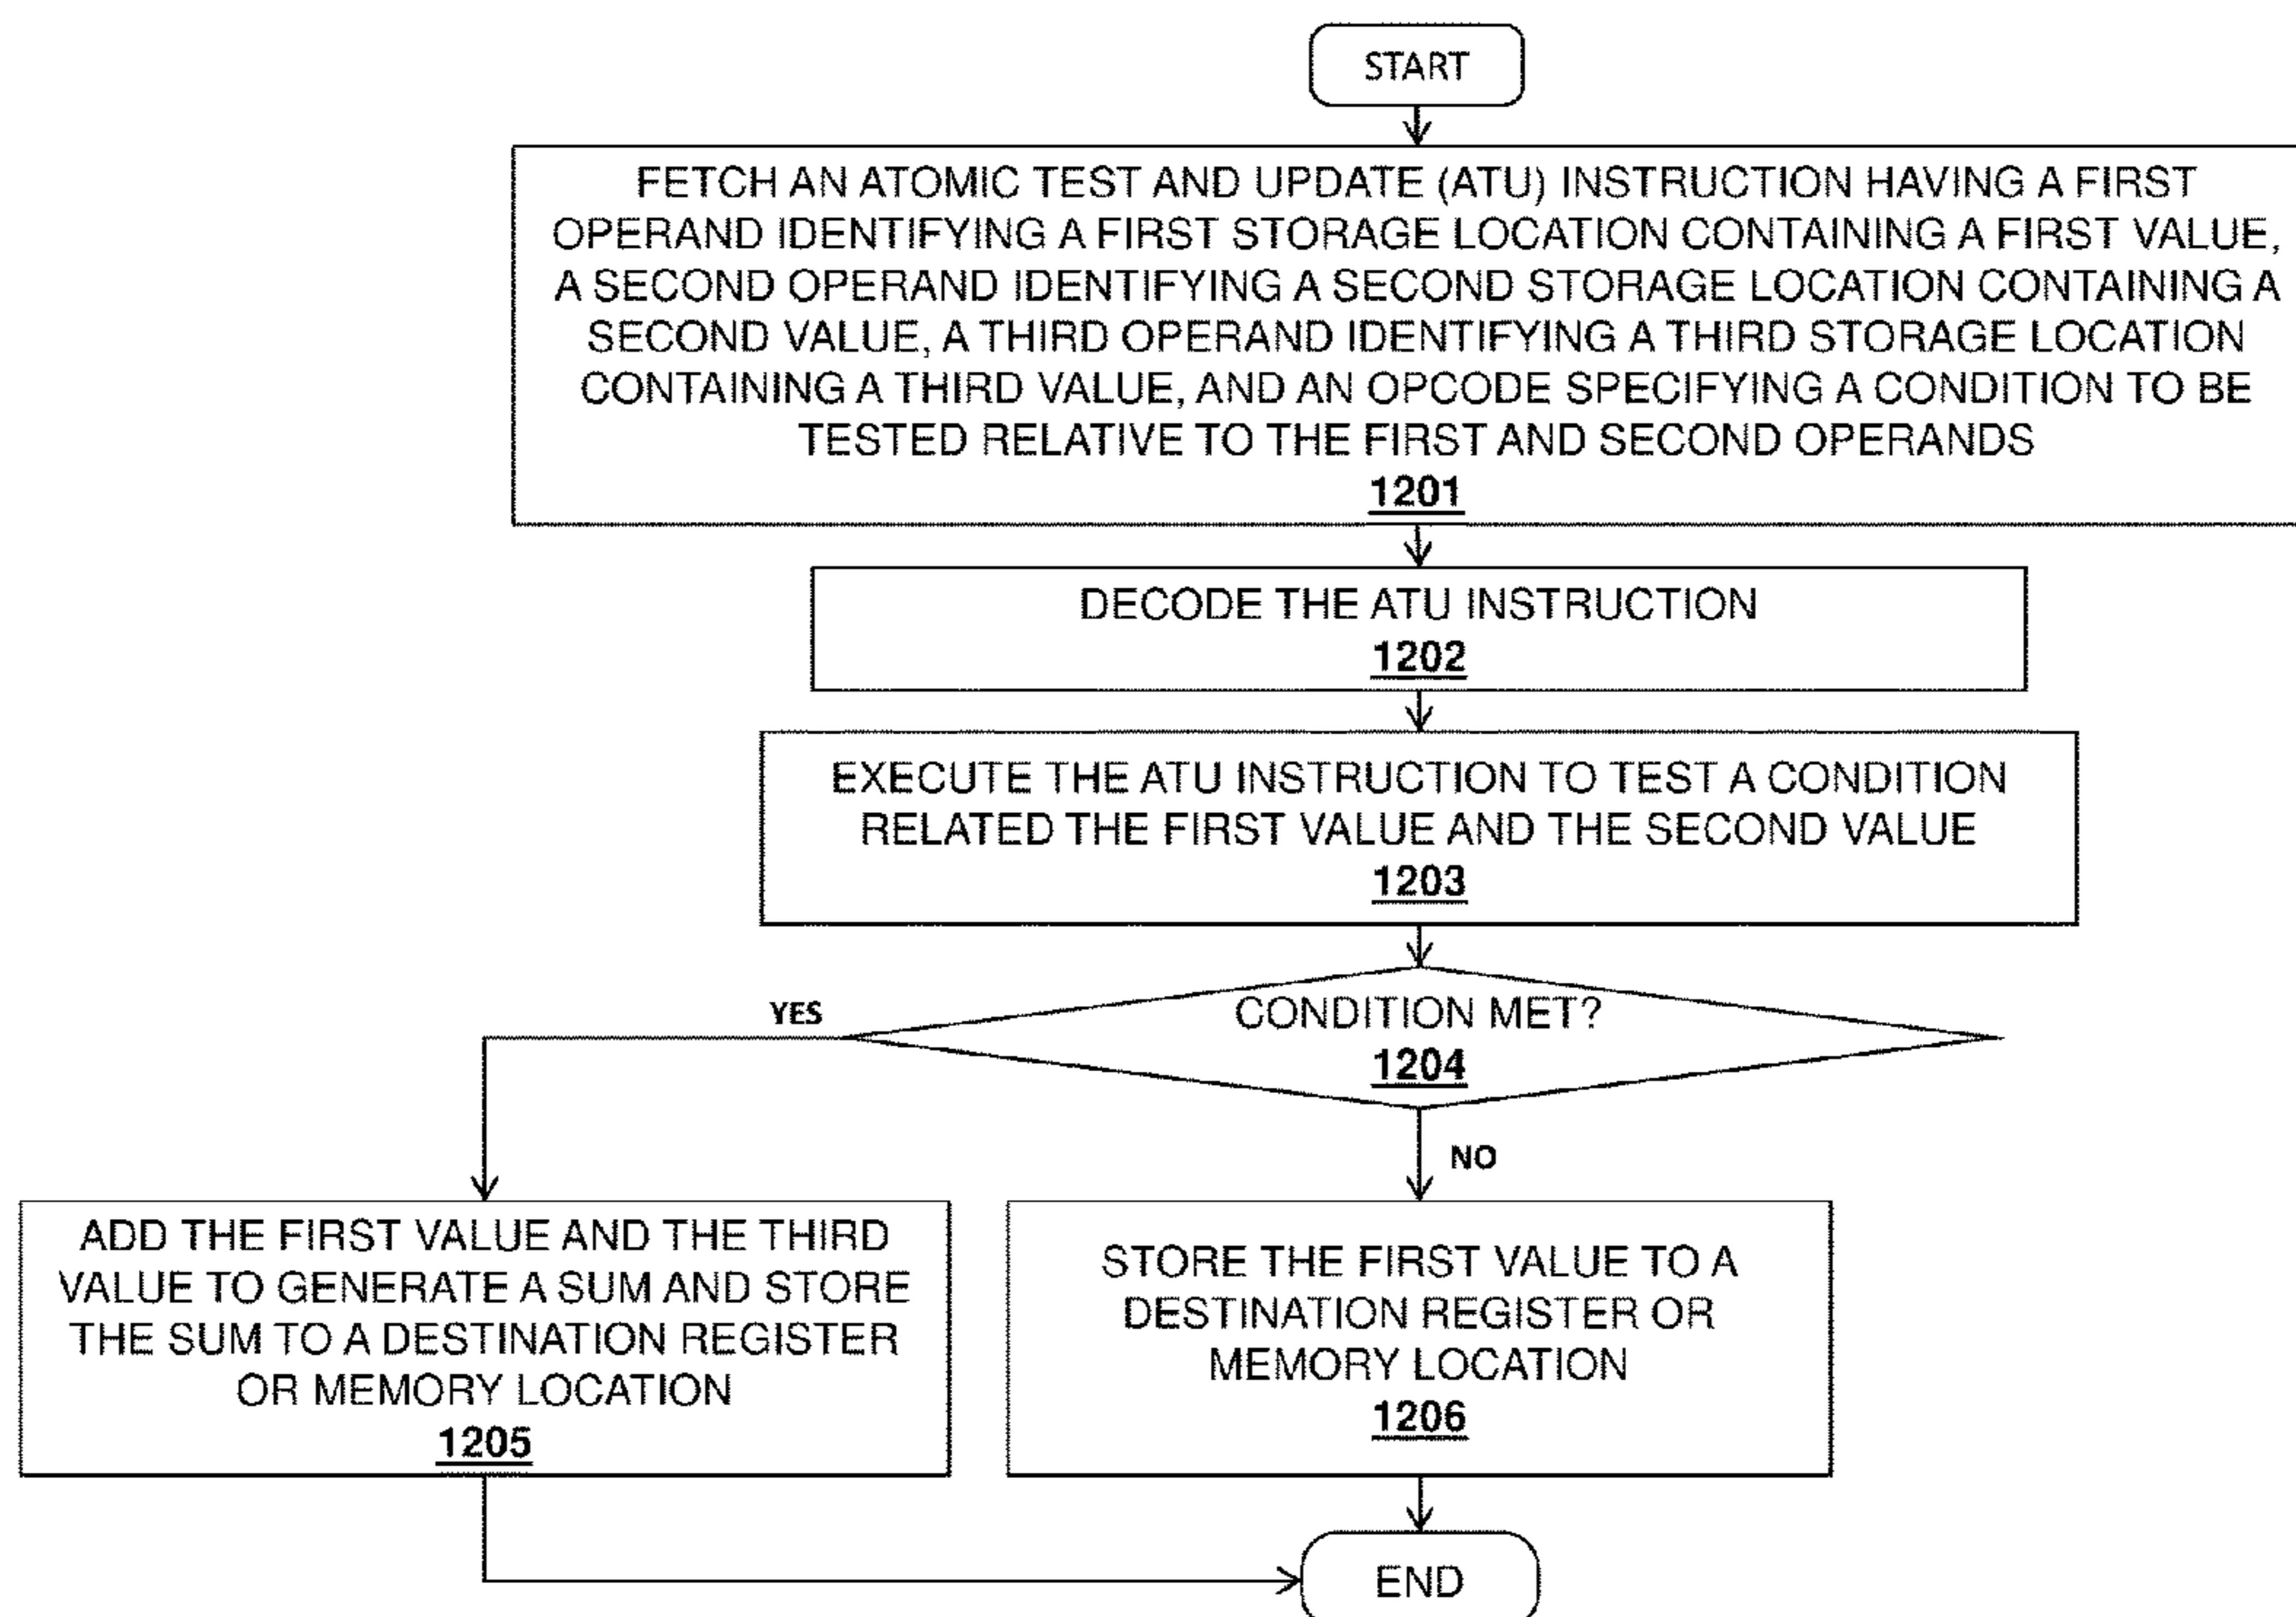 START
FETCH AN ATOMIC TEST AND UPDATE (ATU) INSTRUCTION HAVING A FIRST
OPERAND IDENTIFYING A FIRST STORAGE LOCATION CONTAINING A FIRST VALUE,
A SECOND OPERAND IDENTIFYING A SECOND STORAGE LOCATION CONTAINING A
SECOND VALUE, A THIRD OPERAND IDENTIFYING A THIRD STORAGE LOCATION
CONTAINING A THIRD VALUE, AND AN OPCODE SPECIFYING A CONDITION TO BE
TESTED RELATIVE TO THE FIRST AND SECOND OPERANDS
1201
DECODE THE ATU INSTRUCTION
1202
EXECUTE THE ATU INSTRUCTION TO TEST A CONDITION
RELATED THE FIRST VALUE AND THE SECOND VALUE
1203
CONDITION MET?
1204
YES
NO
ADD THE FIRST VALUE AND THE THIRD
VALUE TO GENERATE A SUM AND STORE
THE SUM TO A DESTINATION REGISTER
OR MEMORY LOCATION
1205
STORE THE FIRST VALUE TO A
DESTINATION REGISTER OR
MEMORY LOCATION
1206
END